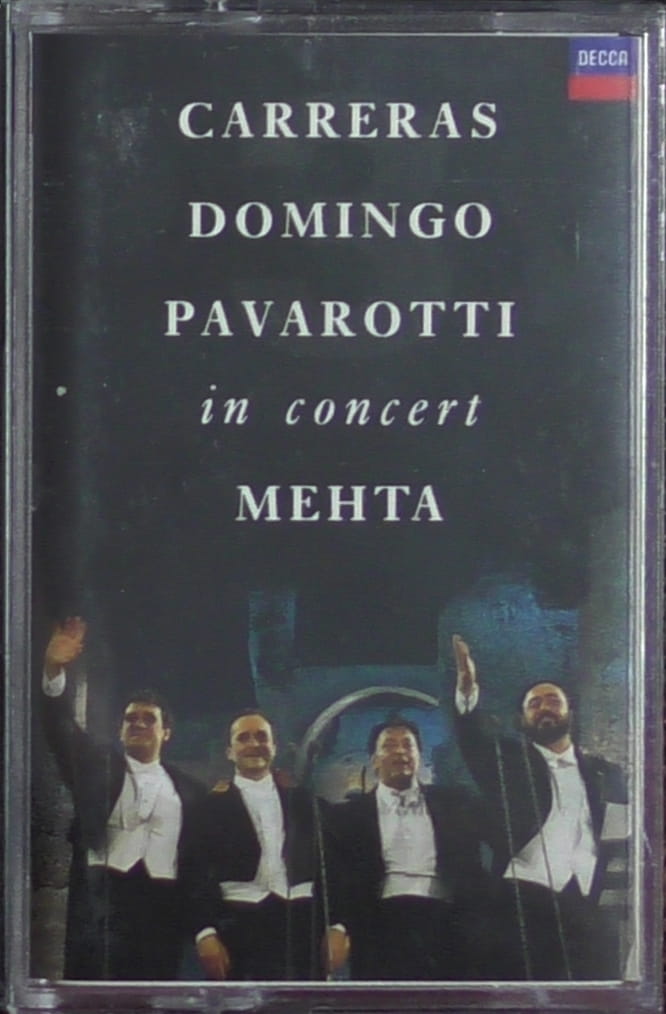 DECCA
CARRERAS
DOMINGO
PAVAROTTI
in concert
MEHTA